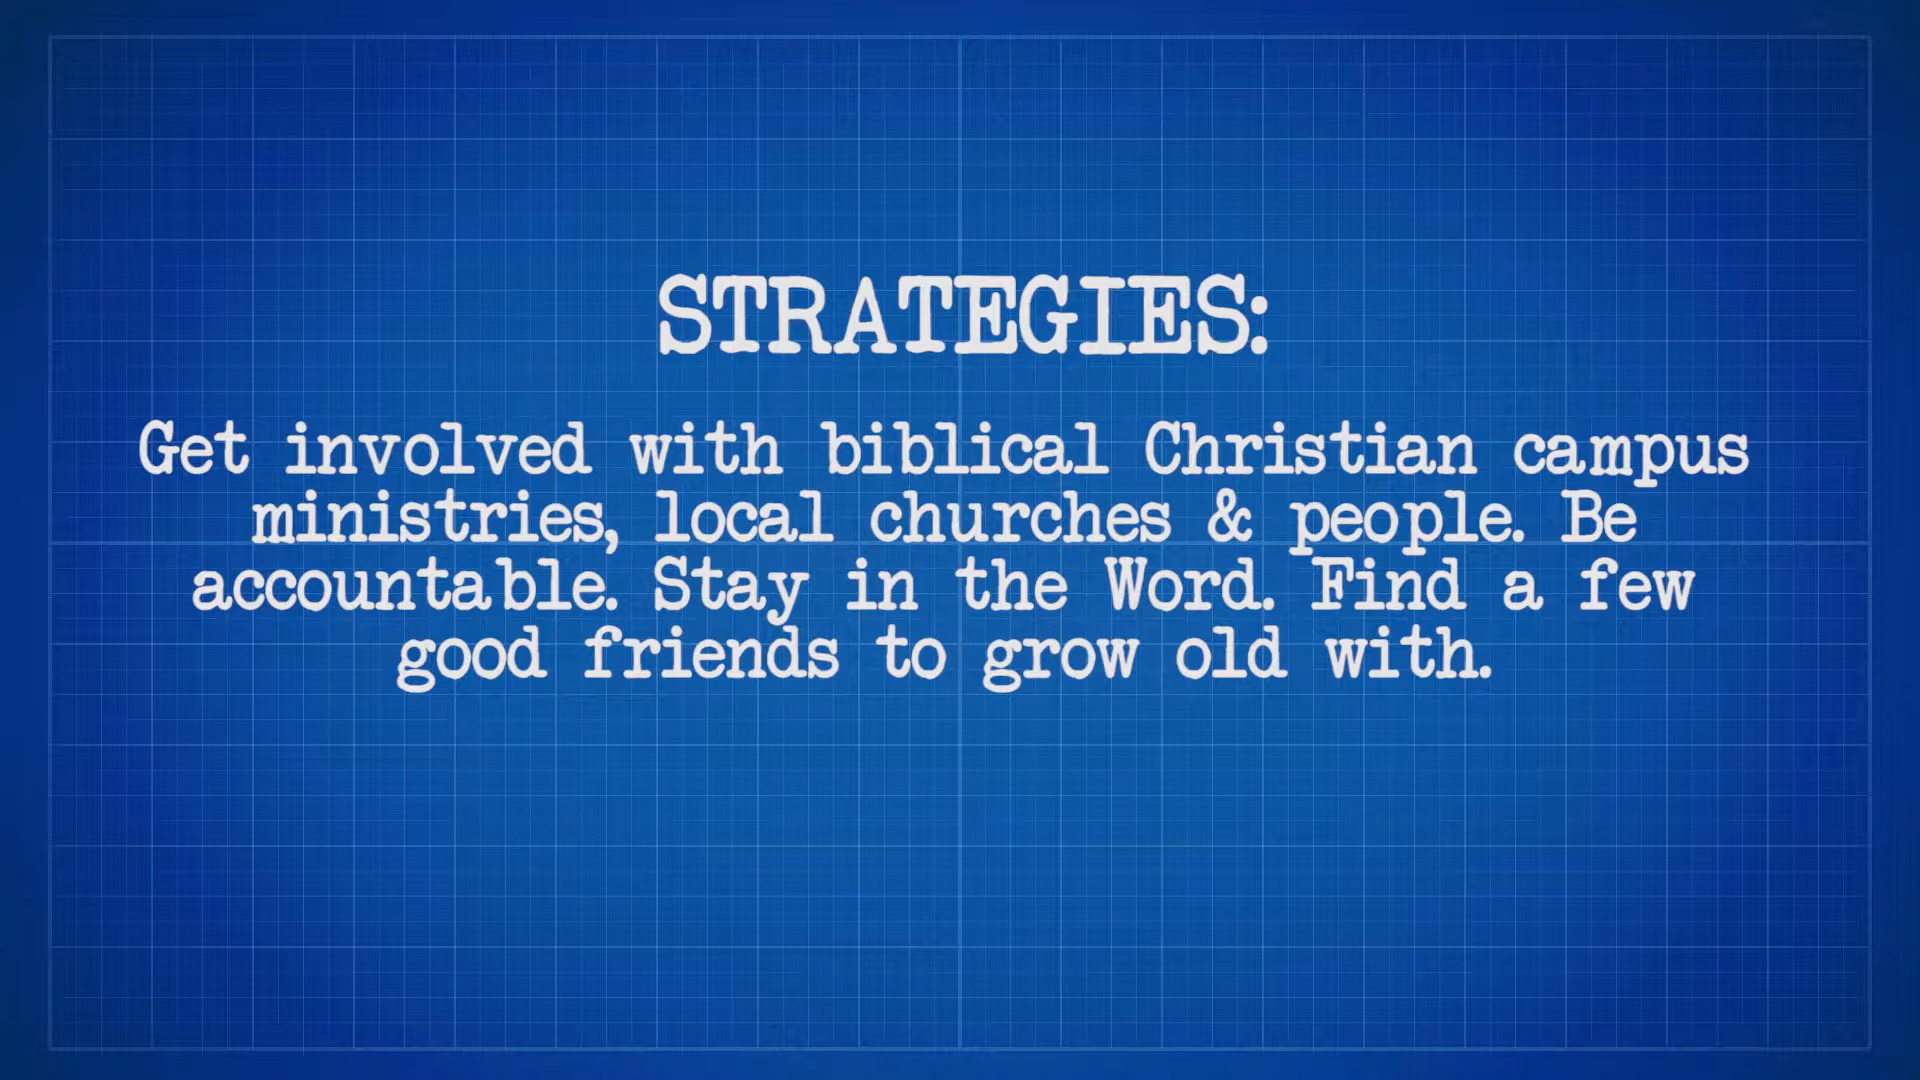 STRATEGIES:
Get involved with biblical Christian campus
ministries, local churches & people. Be
accountable. Stay in the Word. Find a few
good friends to grow old with.